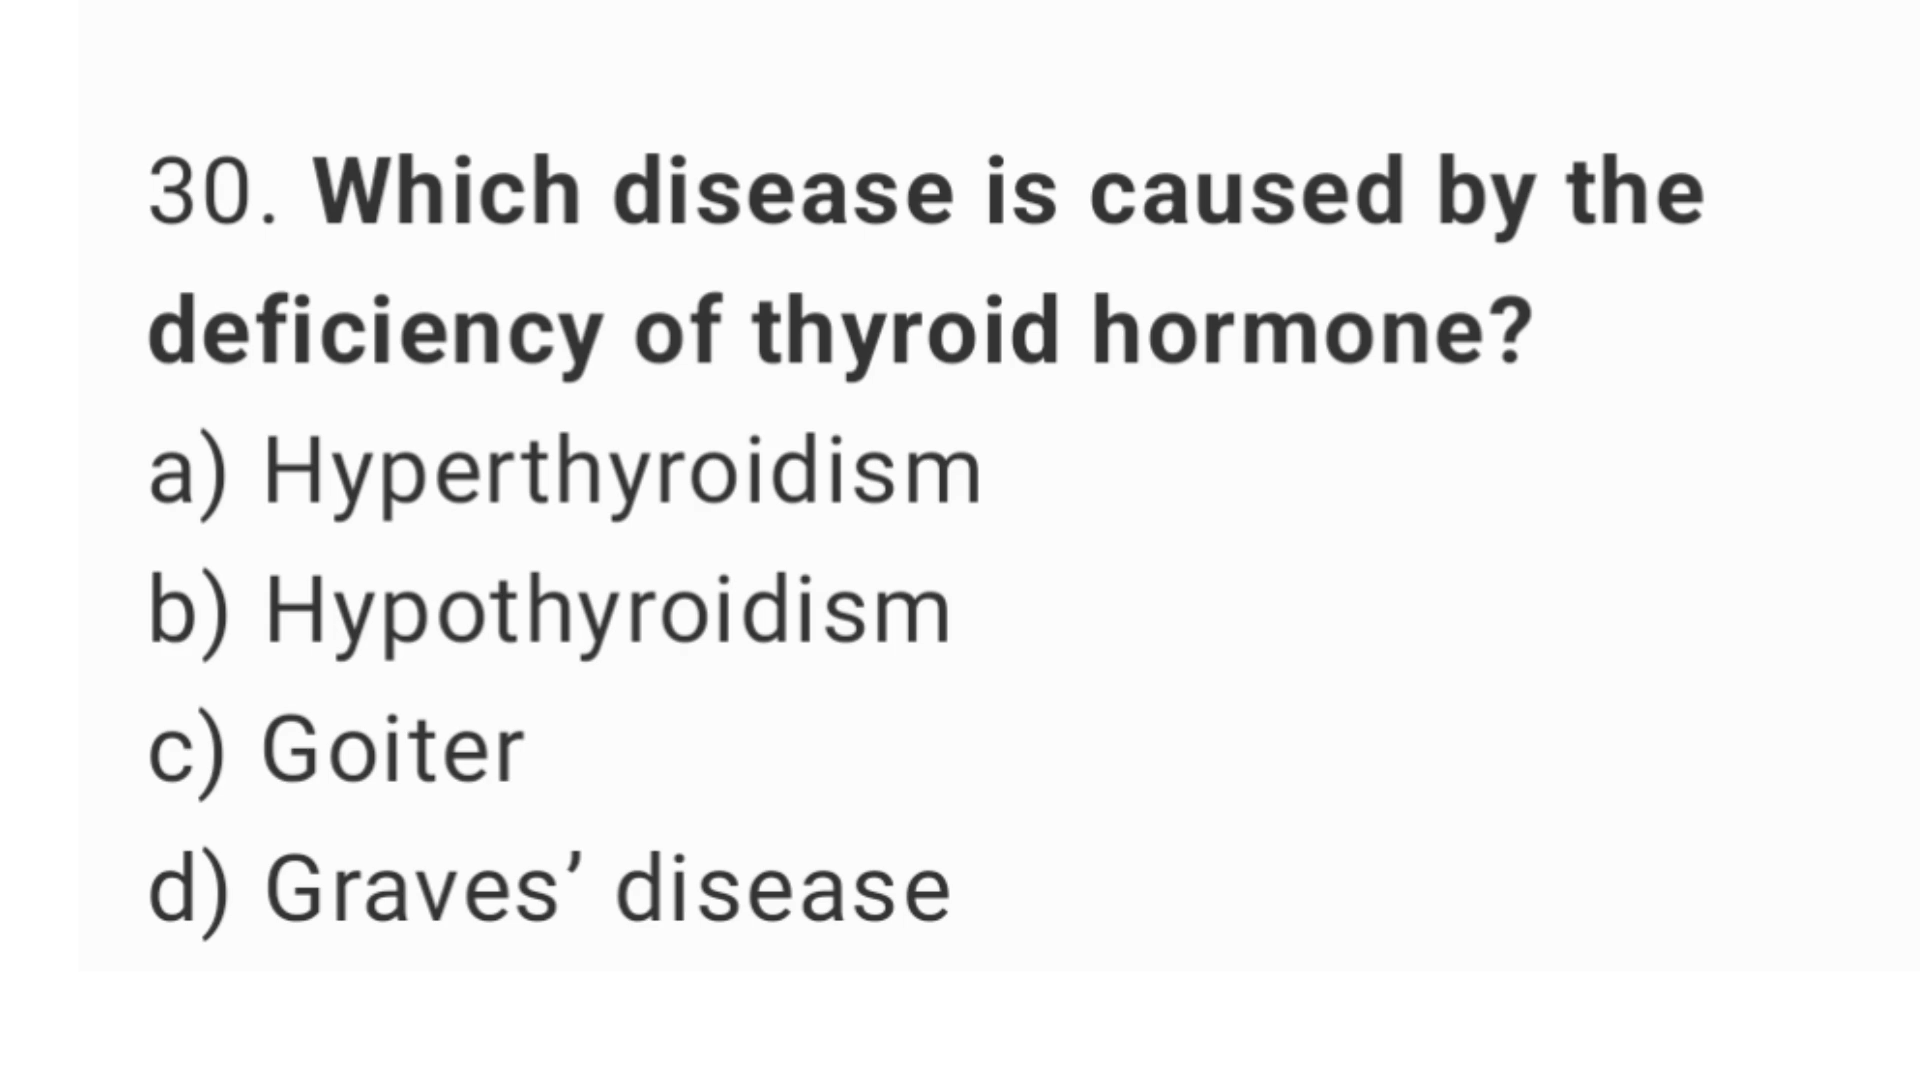 30. Which disease is caused by the
deficiency of thyroid hormone?
a) Hyperthyroidism
b) Hypothyroidism
c) Goiter
d) Graves’ disease